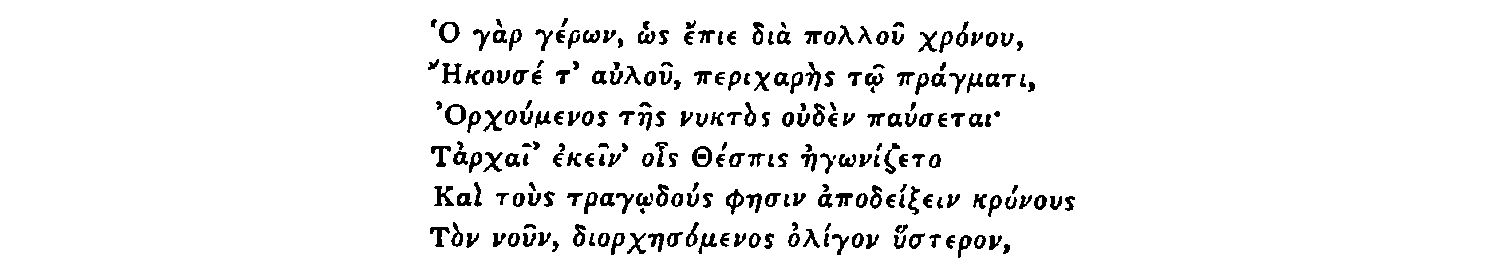 Ὁ γὰρ γέρων, ὡς ἔπιε διὰ πολλοῦ χρόνου,
Ἤκουσέ τ' αὐλοῦ, περιχαρὴς τῷ πράγματι,
Ὀρχούμενος τῆς νυκτὸς οὐδὲν παύσεται·
Τἀρχαῖ' ἐκεῖν' οἷς Θέσπις ἠγωνίζετο
Καὶ τοὺς τραγῳδούς φησιν ἀποδείξειν κρόνους
Τὸν νοῦν, διορχησόμενος ὀλίγον ὕστερον,